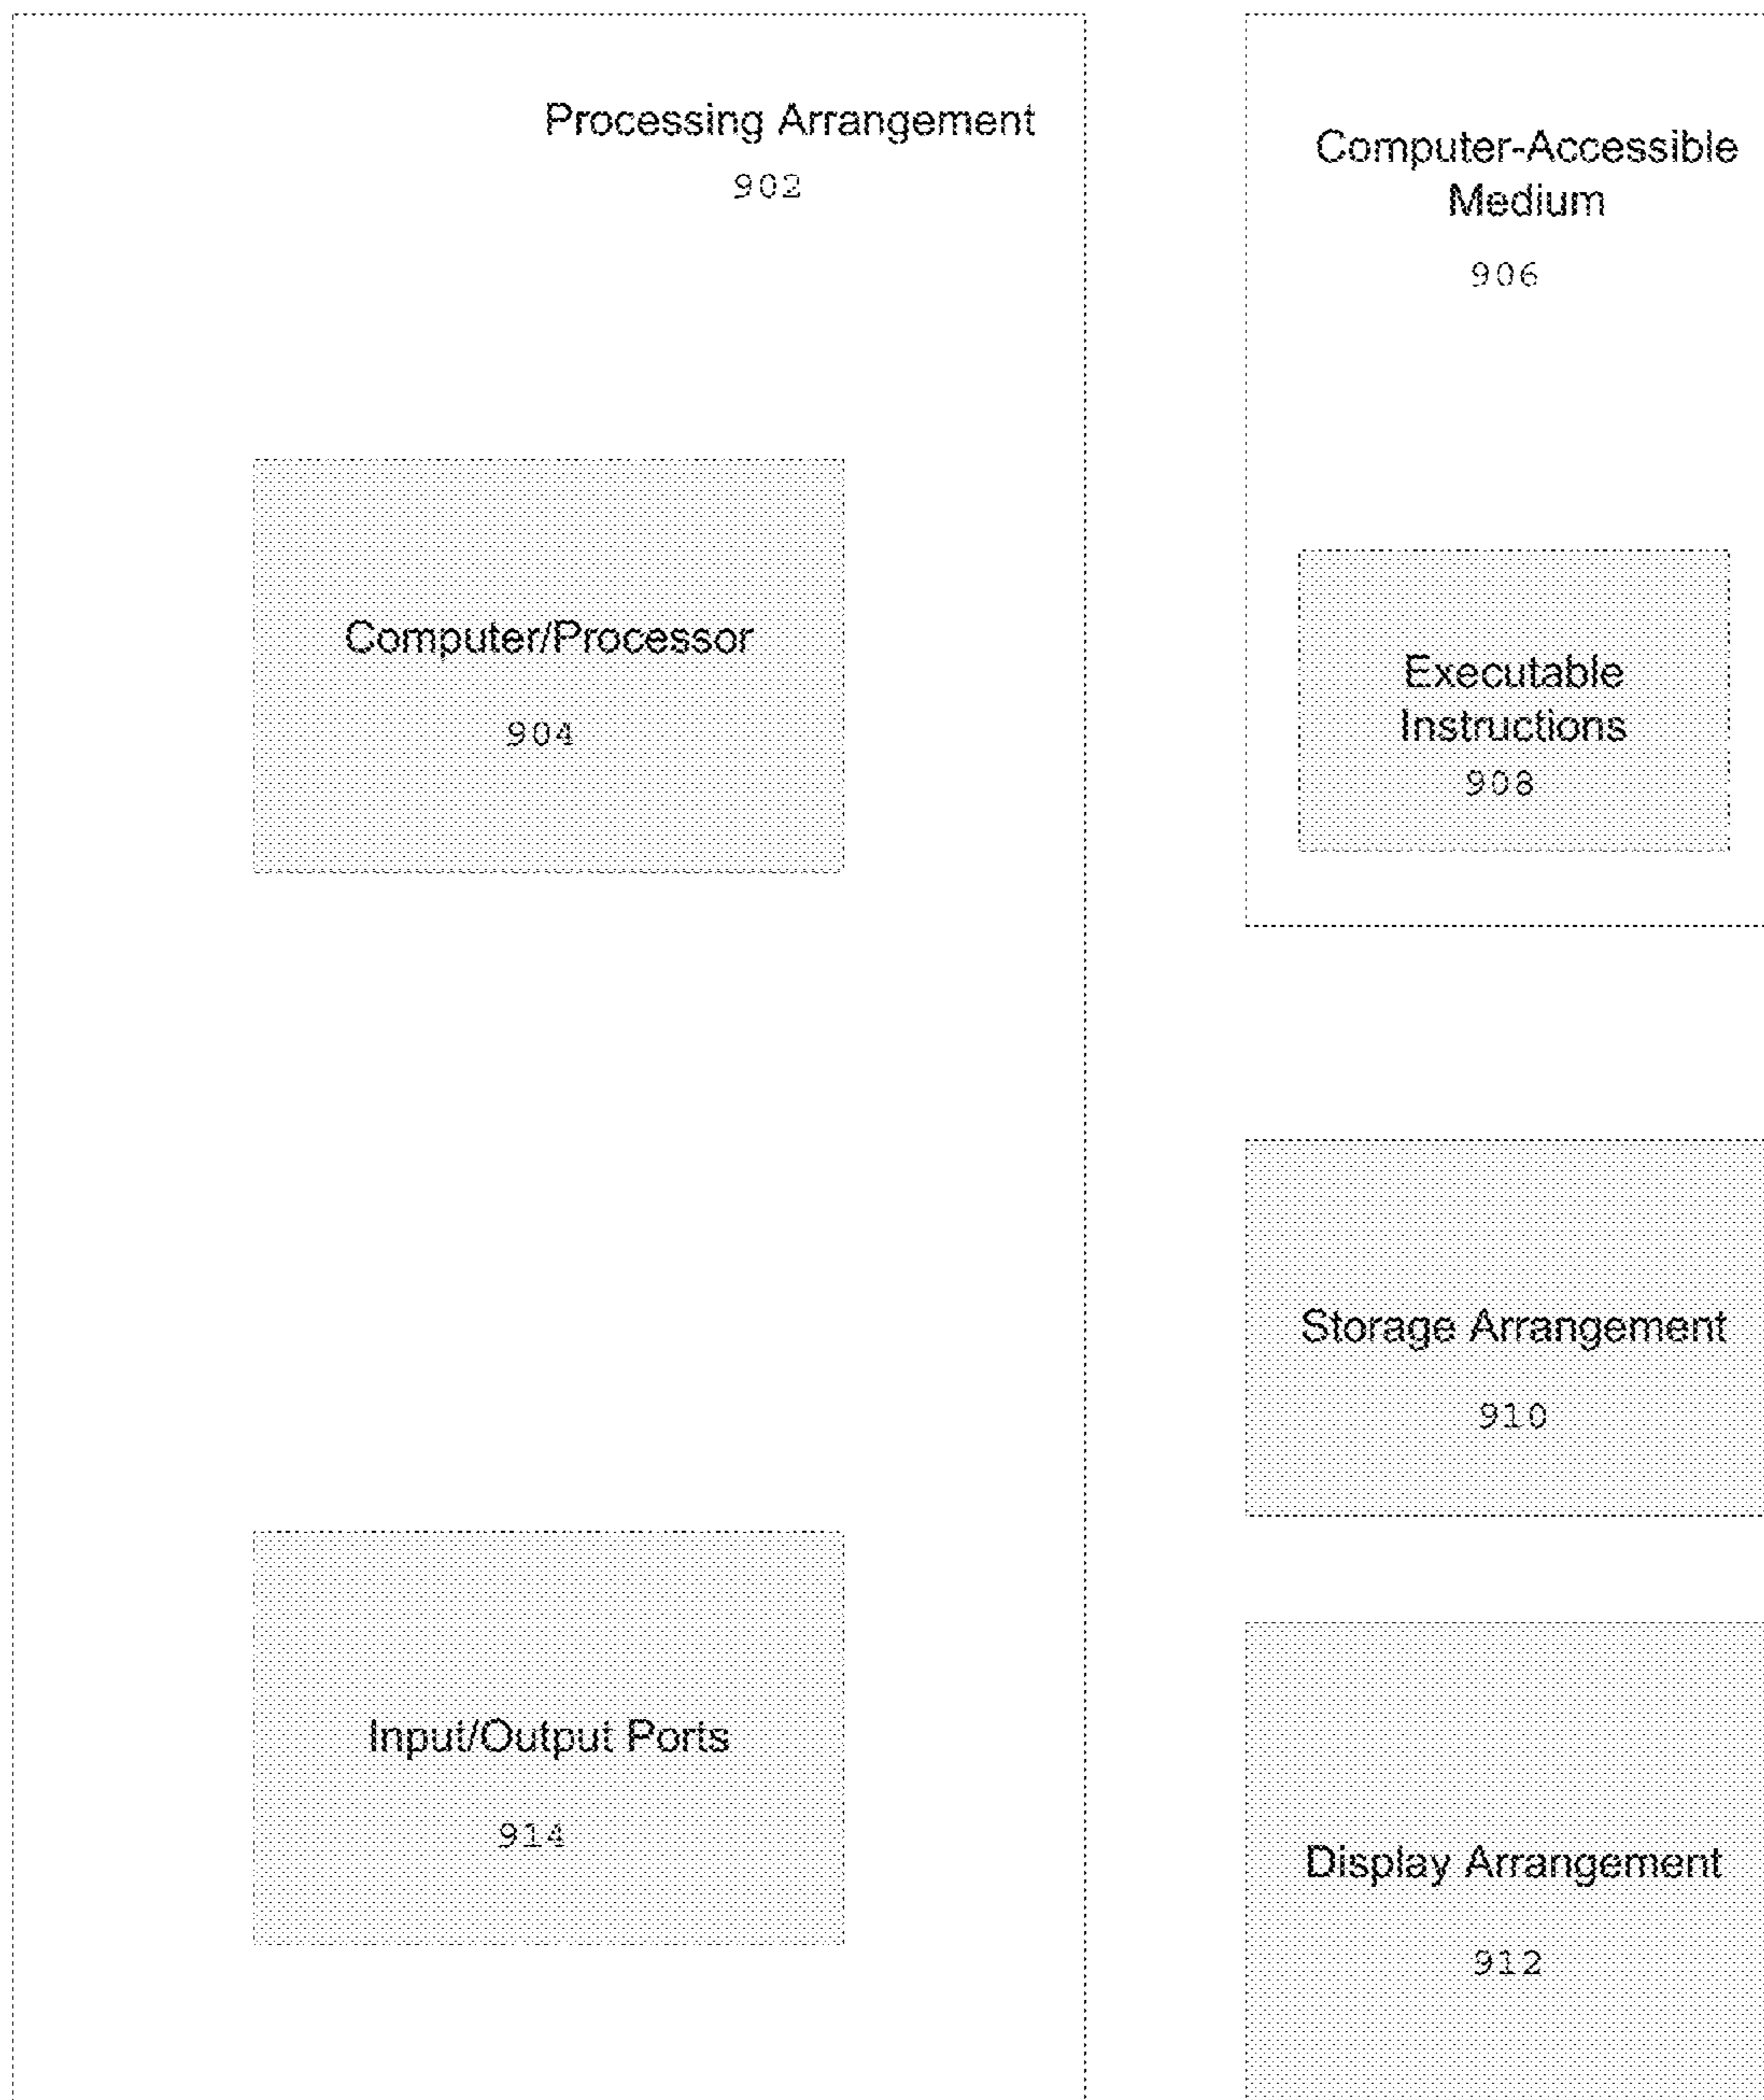 Processing Arrangement
902
Computer/Processor
904
Input/Output Ports
914
Computer-Accessible
Medium
906
Executable
Instructions
908
Storage Arrangement
910
Display Arrangement
912